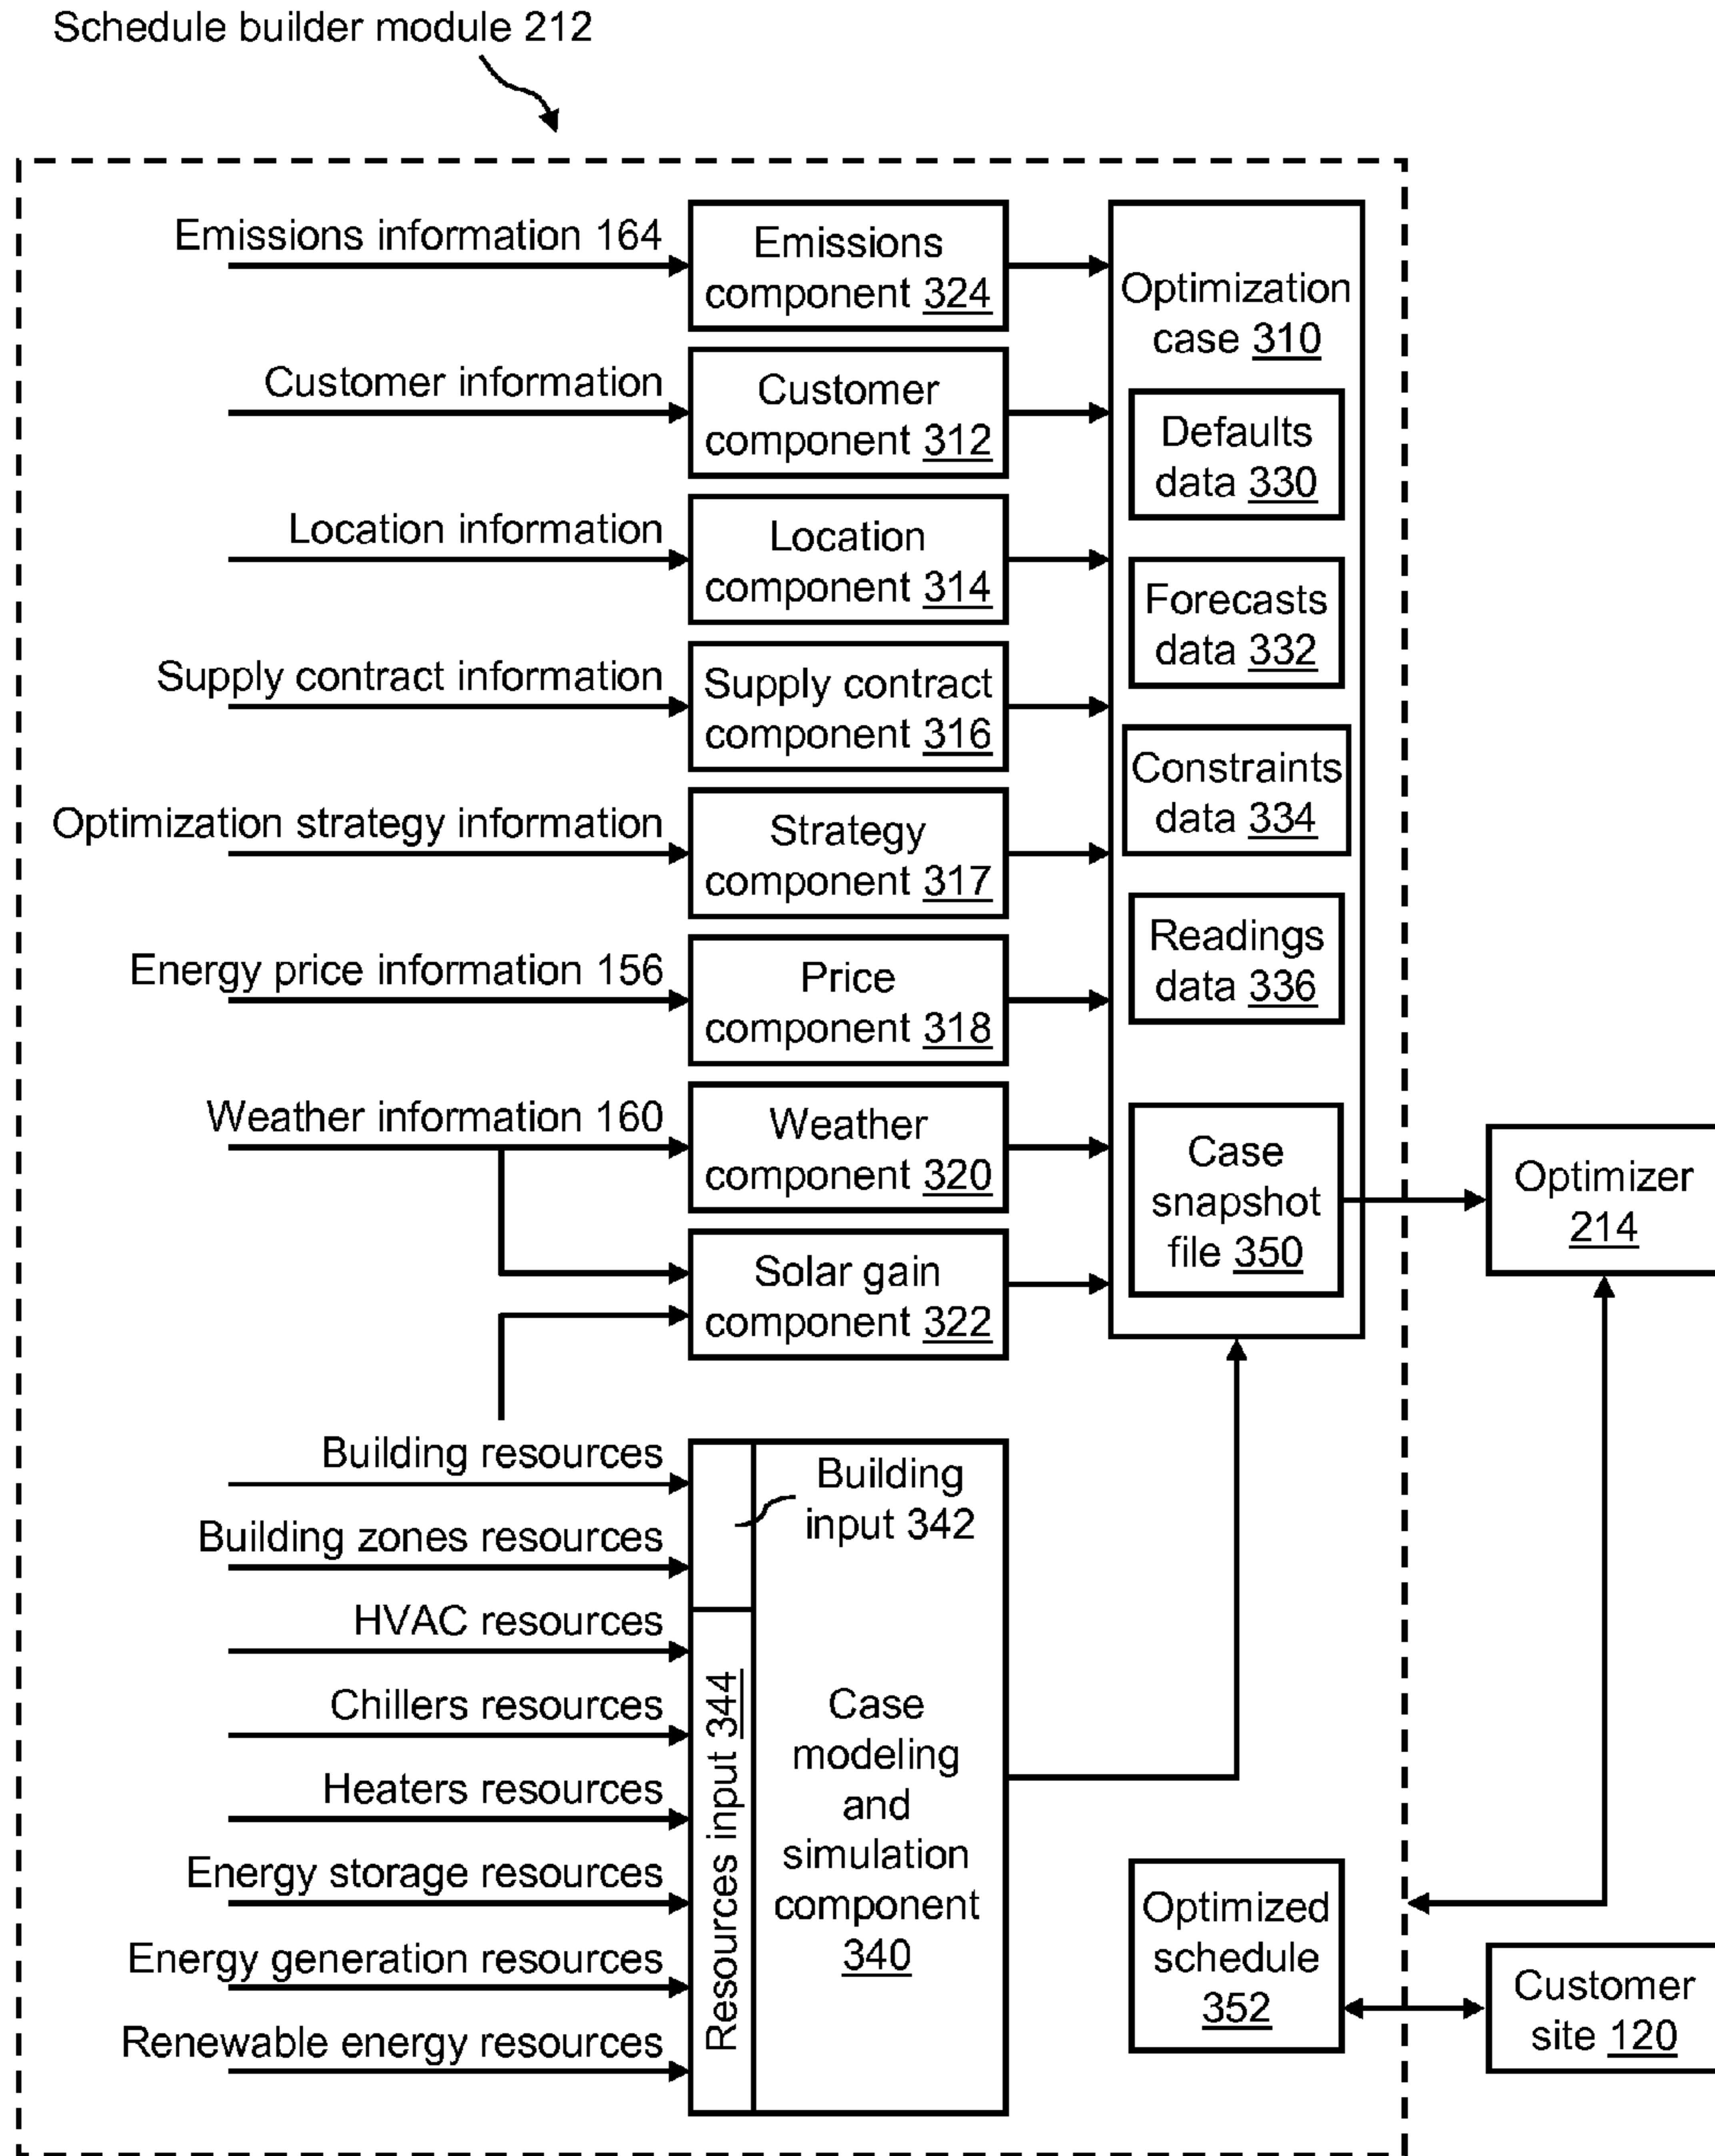 Schedule builder module 212
Emissions information 164
Emissions
component 324
Customer information
Customer
component 312
Location information
Location
component 314
Supply contract information
Supply contract
component 316
Optimization strategy information
Strategy
component 317
Energy price information 156
Price
component 318
Weather information 160
Weather
component 320
Solar gain
component 322
Optimization
case 310
Defaults
data 330
Forecasts
data 332
Constraints
data 334
Readings
data 336
Case
snapshot
file 350
Optimizer
214
Building resources
Building zones resources
HVAC resources
Chillers resources
Heaters resources
Energy storage resources
Energy generation resources
Renewable energy resources
Building
input 342
Resources input 344
Case
modeling
and
simulation
component
340
Optimized
schedule
352
Customer
site 120